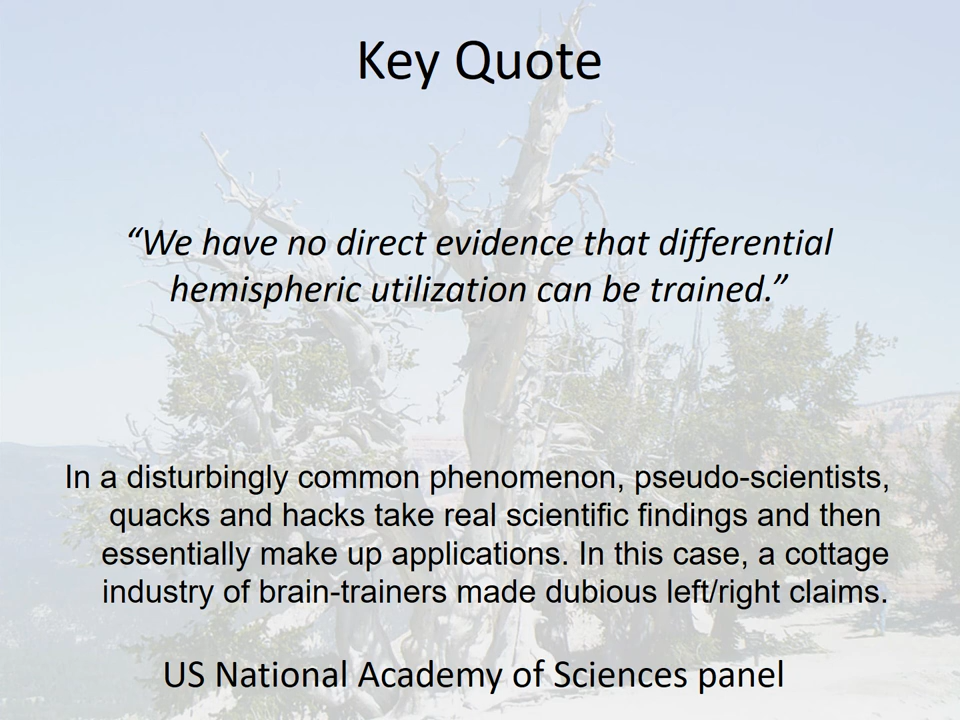 Key Quote
“We have no direct evidence that differential
hemispheric utilization can be trained.”
In a disturbingly common phenomenon, pseudo-scientists,
quacks and hacks take real scientific findings and then
essentially make up applications. In this case, a cottage
industry of brain-trainers made dubious left/right claims.
US National Academy of Sciences panel